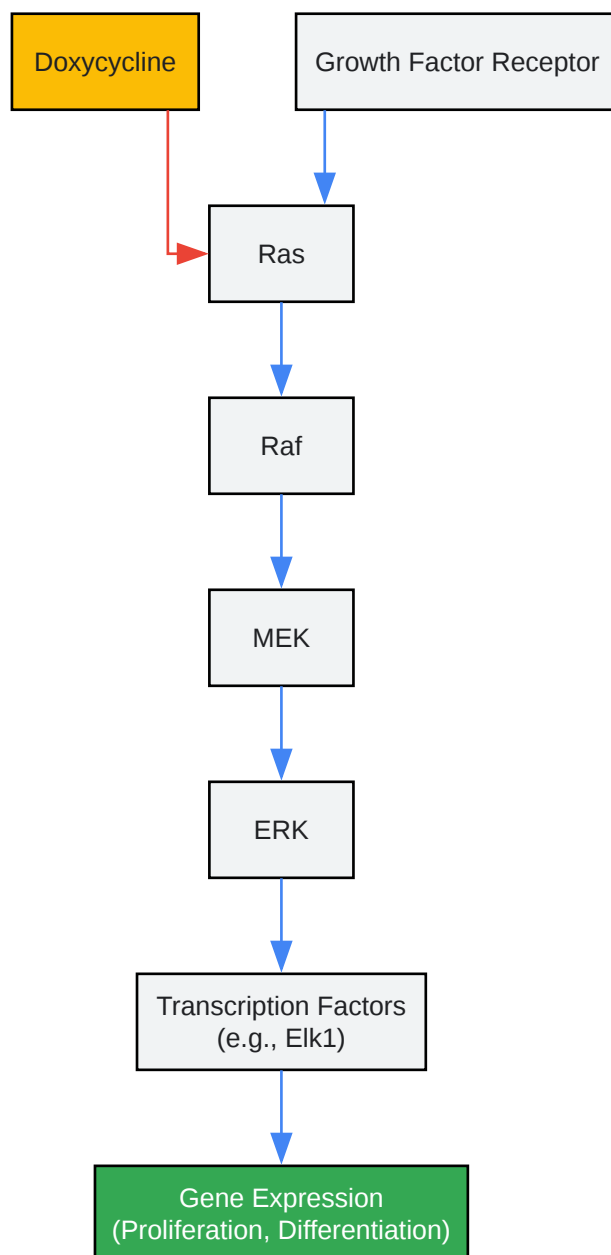 Doxycycline
Growth Factor Receptor
Ras
Raf
MEK
ERK
Transcription Factors
(e.g., Elk1)
Gene Expression
(Proliferation, Differentiation)